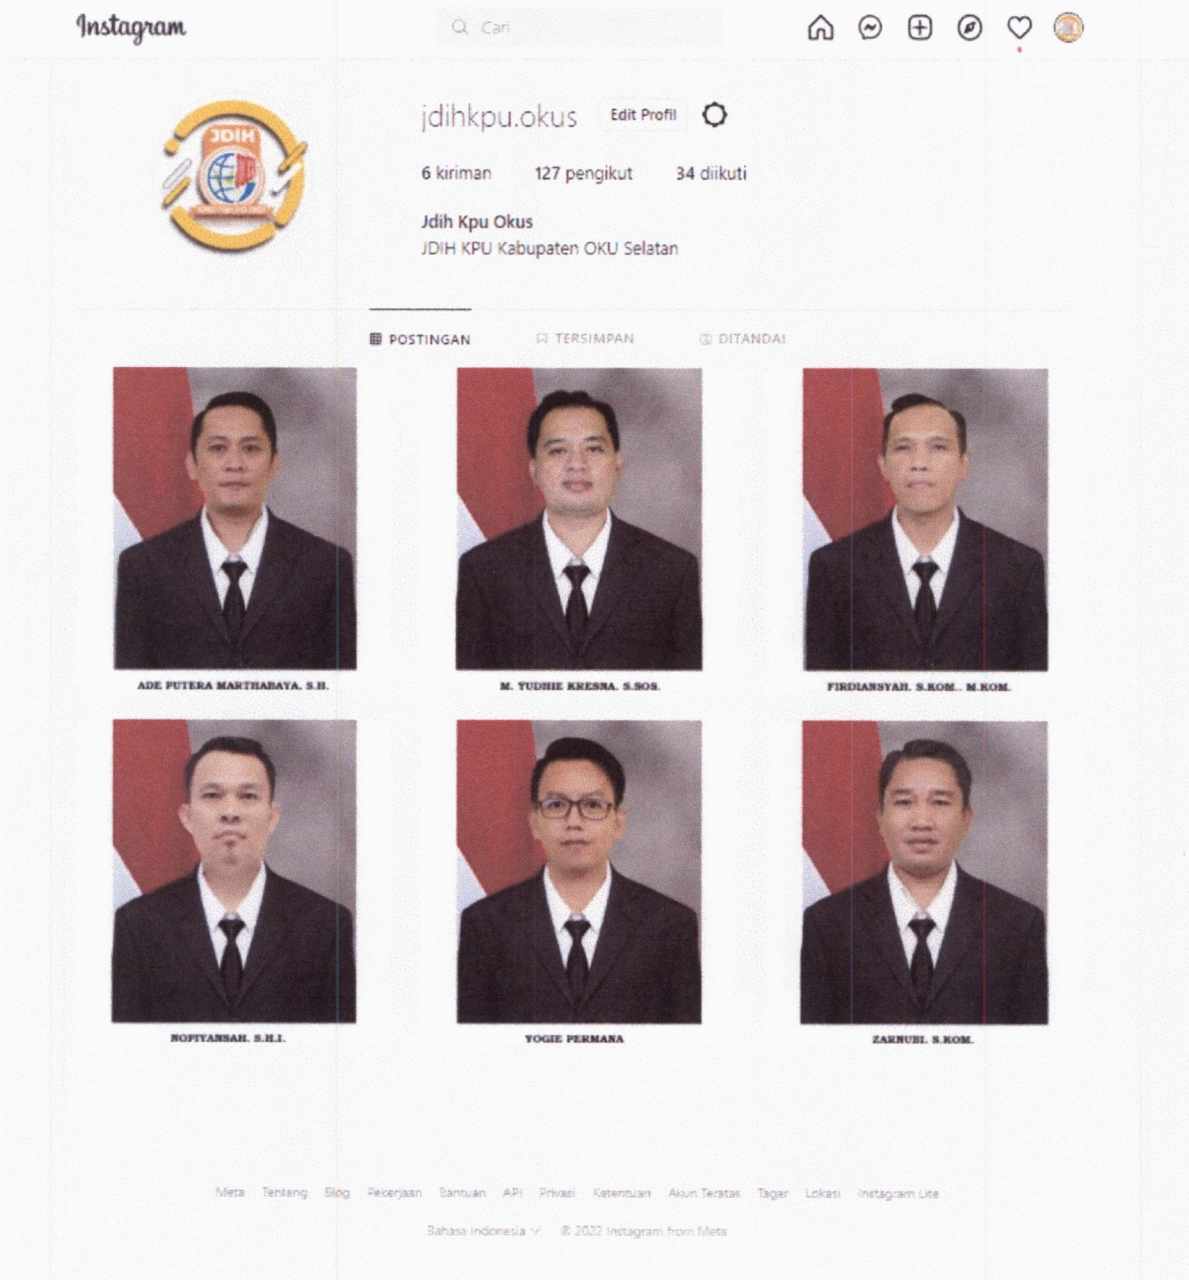 Instagram
Cari
JDIH
jdihkpu.okus Edit Profil
6 kiriman 127 pengikut 34 diikuti
Jdih Kpu Okus
JDIH KPU Kabupaten OKU Selatan
POSTINGAN TERSIMPAN DITANDAI
ADE PUTERA MARTHABAYA. S.H. M. YUDHIE KRESNA. S.SOS. FIRDIANSYAH. S.KOM.. M.KOM.
NOFIYANSAH. S.H.I. YOGIE PERMANA ZARNUBI. S.KOM.
Meta Tentang Blog Pekerjaan Bantuan API Privasi Ketentuan Akun Teratas Tagar Lokasi Instagram Lite
Bahasa Indonesia © 2022 Instagram from Meta